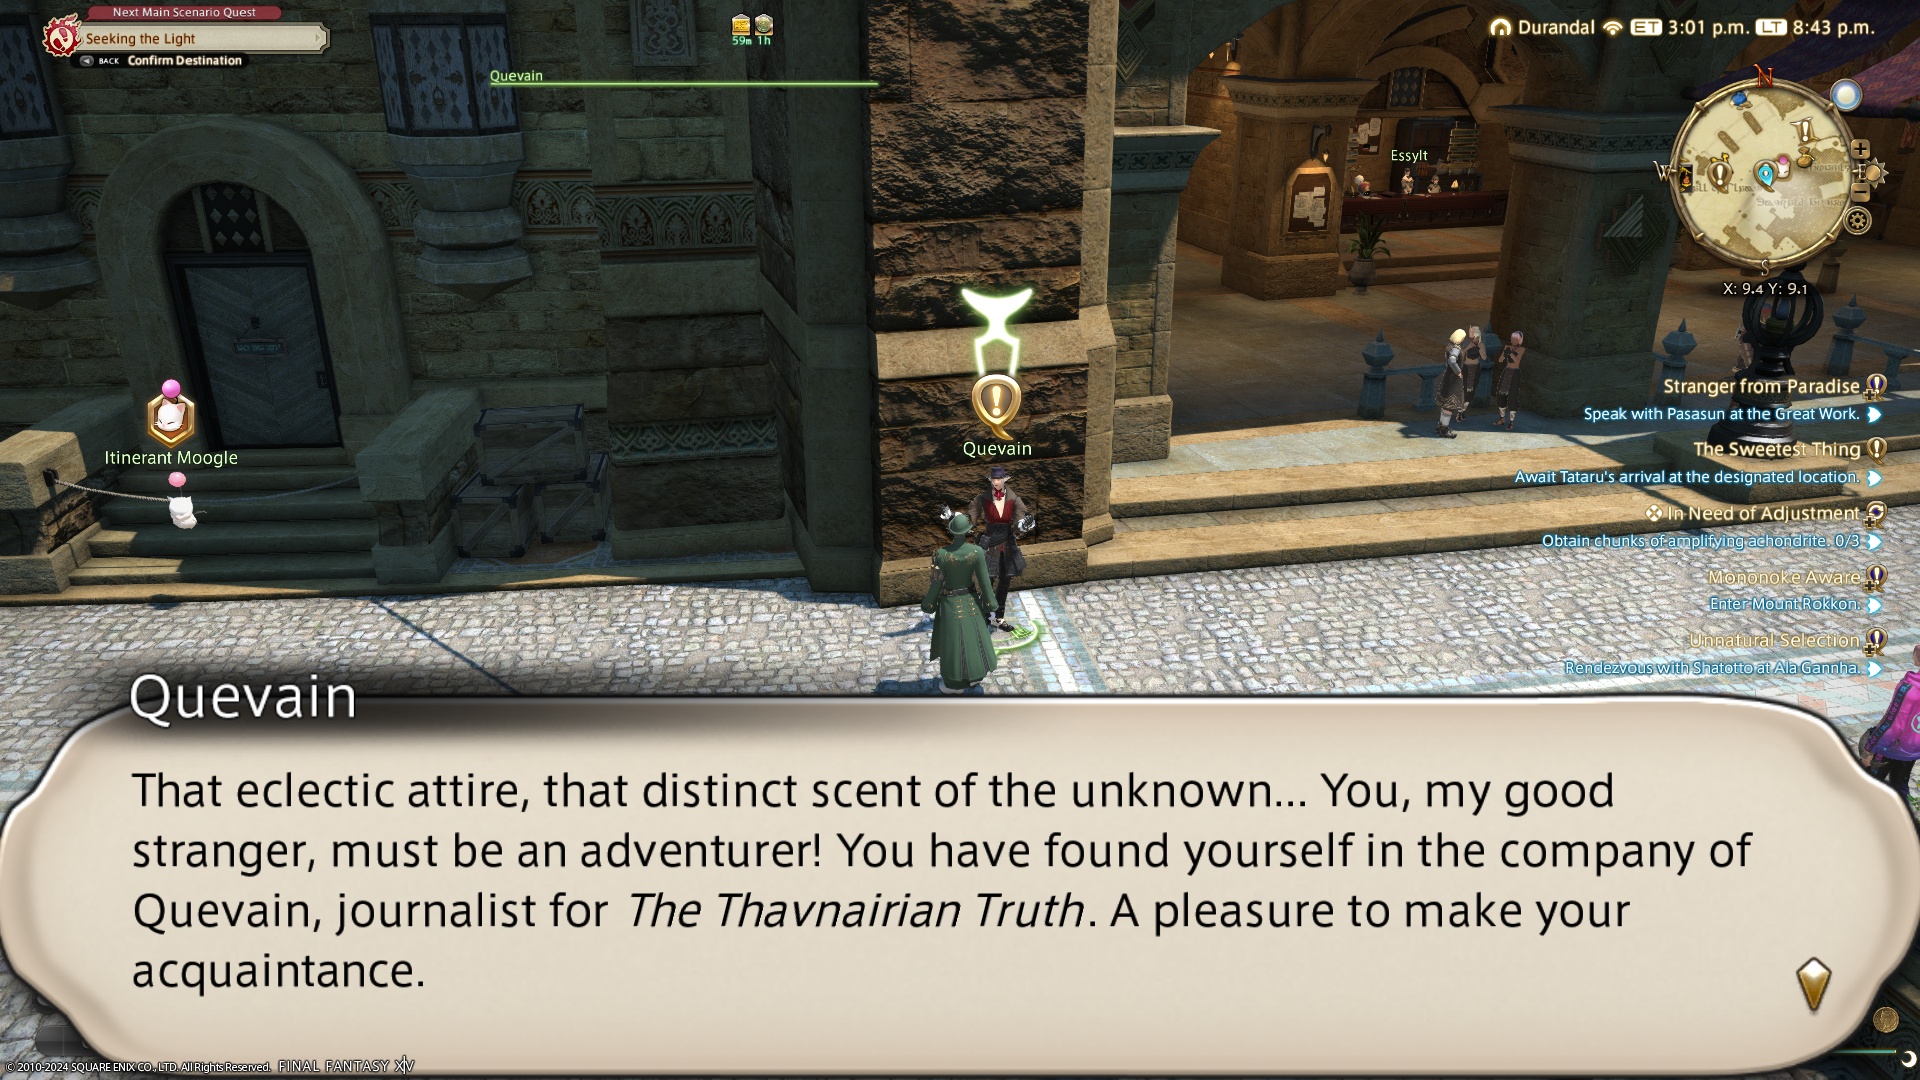 Next Main Scenario Quest
Seeking the Light
BACK Confirm Destination
59m 1h
Quevain
Durandal ET 3:01 p.m. LT 8:43 p.m.
N
W
S
X: 9.4 Y: 9.1
Essylt
Itinerant Moogle
Quevain
Stranger from Paradise
Speak with Pasasun at the Great Work.
The Sweetest Thing
Await Tataru's arrival at the designated location.
In Need of Adjustment
Obtain chunks of amplifying achondrite. 0/3
Mononoke Aware
Enter Mount Rokkon.
Unnatural Selection
Rendezvous with Shatotto at Ala Gannha.
Quevain
That eclectic attire, that distinct scent of the unknown... You, my good
stranger, must be an adventurer! You have found yourself in the company of
Quevain, journalist for The Thavnairian Truth. A pleasure to make your
acquaintance.
© 2010-2024 SQUARE ENIX CO., LTD. All Rights Reserved. FINAL FANTASY XIV